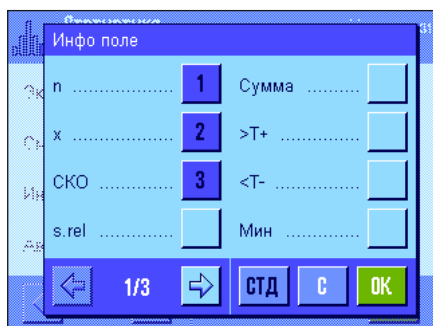 Статистика
Инфо поле
n .................. 1
x .................. 2
СКО .............. 3
s.rel ..............
Сумма ..........
>T+ ...............
<T- ................
Мин ..............
1/3
СТД
C
OK